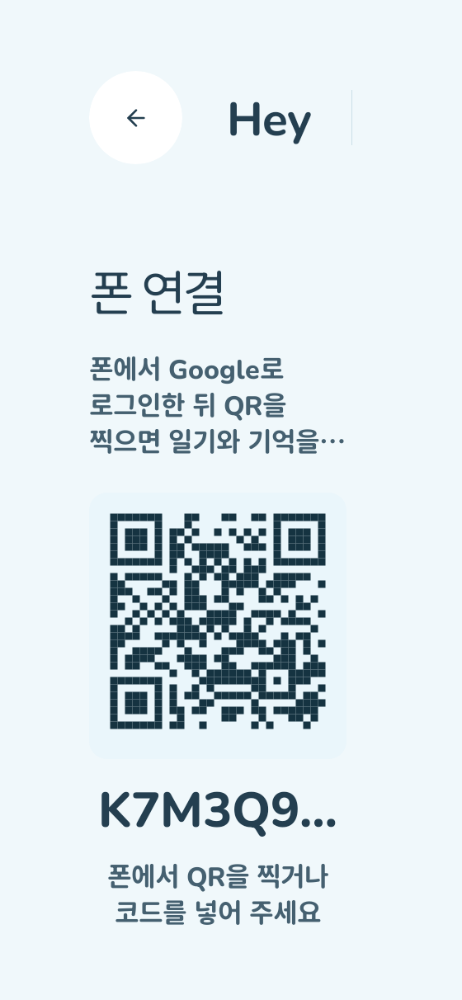 Hey
폰 연결
폰에서 Google로
로그인한 뒤 QR을
찍으면 일기와 기억을…
K7M3Q9...
폰에서 QR을 찍거나
코드를 넣어 주세요